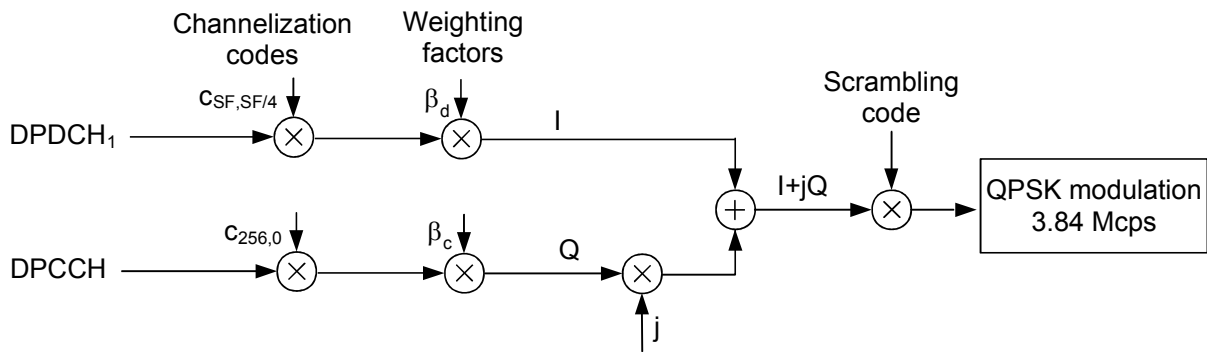 Channelization
codes
Weighting
factors
Scrambling
code
c_SF,SF/4
β_d
I
DPDCH₁
I+jQ
QPSK modulation
3.84 Mcps
c_256,0
β_c
Q
DPCCH
j